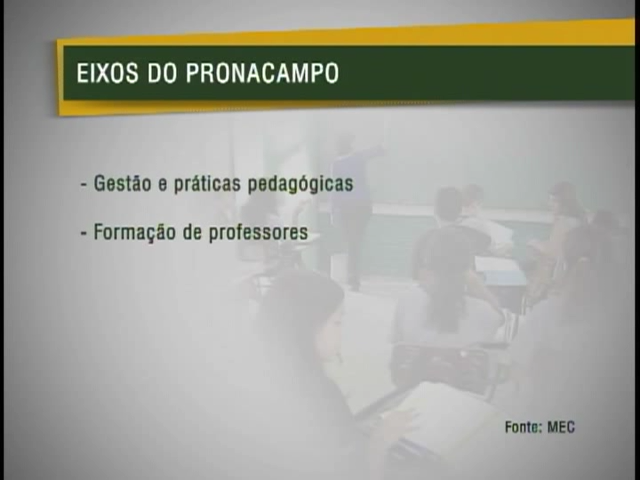 EIXOS DO PRONACAMPO
- Gestão e práticas pedagógicas
- Formação de professores
Fonte: MEC